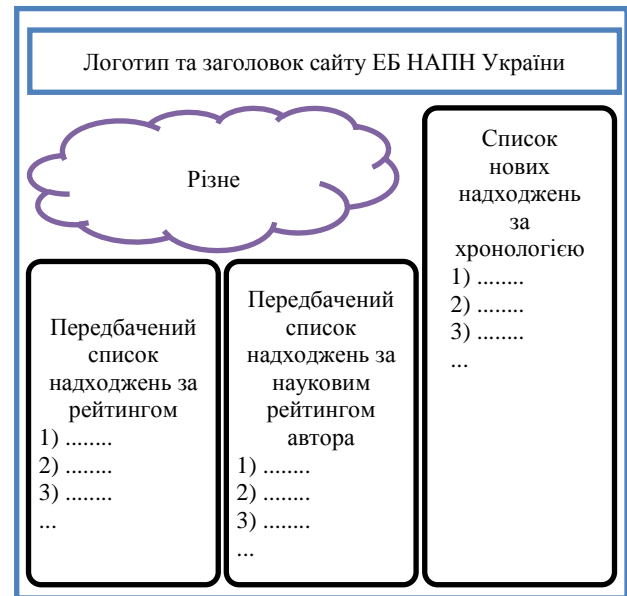 Логотип та заголовок сайту ЕБ НАПН України
Різне
Передбачений
список
надходжень за
рейтингом
1) ........
2) ........
3) ........
...
Передбачений
список
надходжень за
науковим
рейтингом
автора
1) ........
2) ........
3) ........
...
Список
нових
надходжень
за
хронологією
1) ........
2) ........
3) ........
...